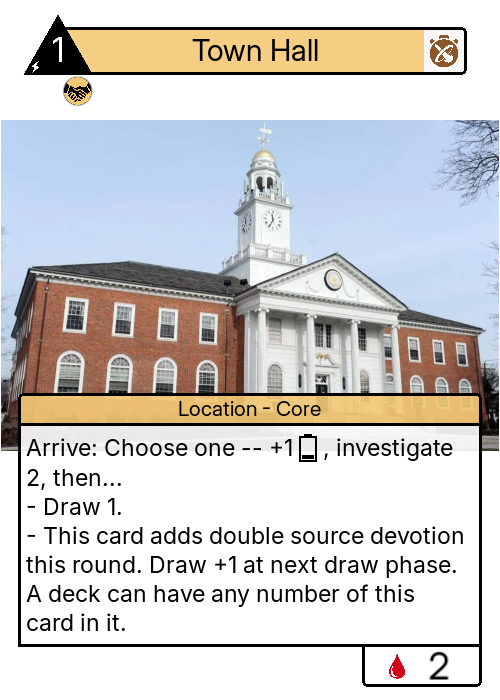 1
Town Hall
Location - Core
Arrive: Choose one -- +1 , investigate
2, then...
- Draw 1.
- This card adds double source devotion
this round. Draw +1 at next draw phase.
A deck can have any number of this
card in it.
2